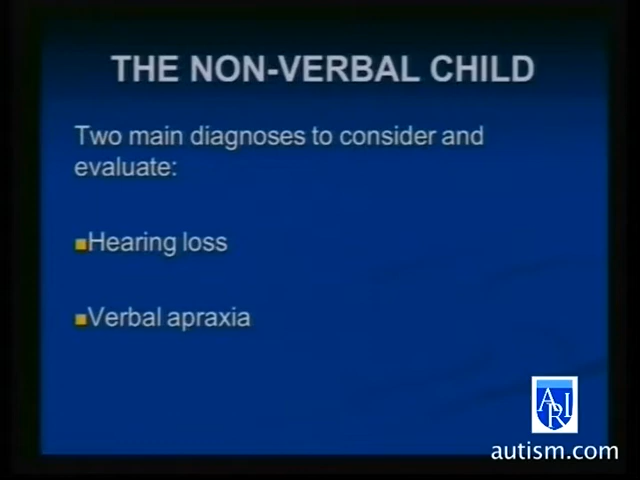 THE NON-VERBAL CHILD
Two main diagnoses to consider and
evaluate:
Hearing loss
Verbal apraxia
ARI
autism.com